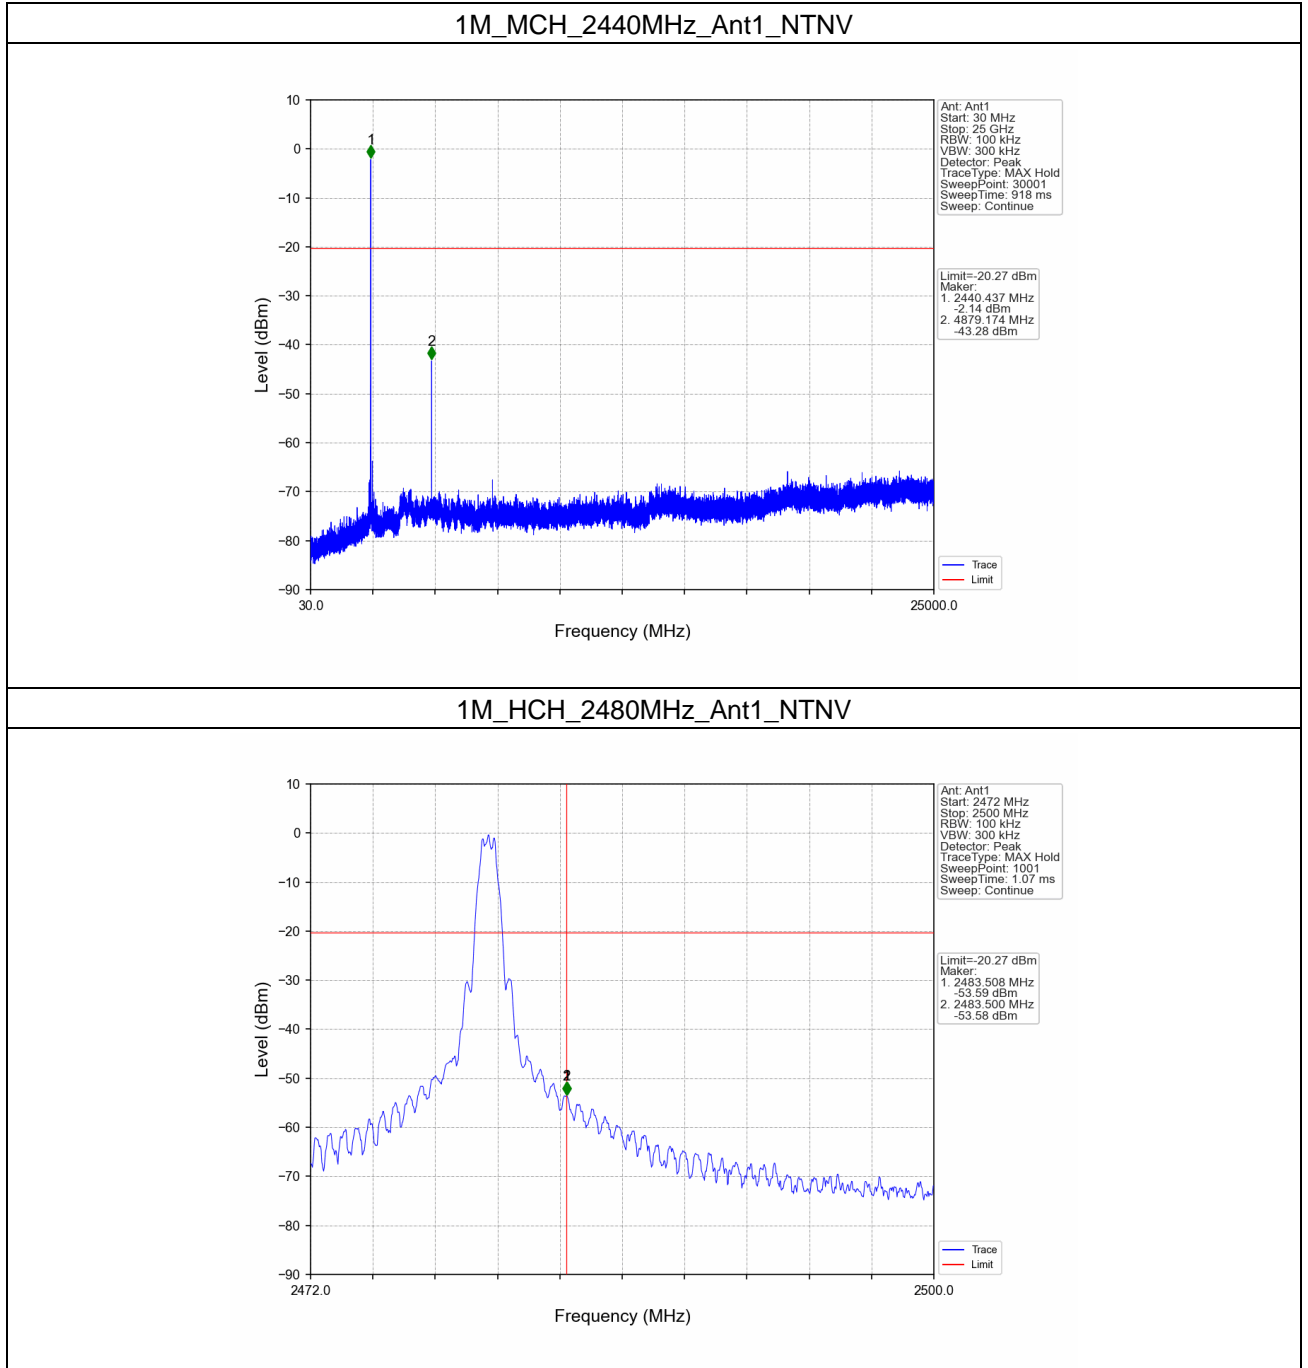 1M_MCH_2440MHz_Ant1_NTNV
10
0
−10
−20
−30
−40
−50
−60
−70
−80
−90
Level (dBm)
1
2
30.0
25000.0
Frequency (MHz)
Ant: Ant1
Start: 30 MHz
Stop: 25 GHz
RBW: 100 kHz
VBW: 300 kHz
Detector: Peak
TraceType: MAX Hold
SweepPoint: 30001
SweepTime: 918 ms
Sweep: Continue
Limit=-20.27 dBm
Maker:
1. 2440.437 MHz
-2.14 dBm
2. 4879.174 MHz
-43.28 dBm
Trace
Limit
1M_HCH_2480MHz_Ant1_NTNV
10
0
−10
−20
−30
−40
−50
−60
−70
−80
−90
Level (dBm)
1
2
2472.0
2500.0
Frequency (MHz)
Ant: Ant1
Start: 2472 MHz
Stop: 2500 MHz
RBW: 100 kHz
VBW: 300 kHz
Detector: Peak
TraceType: MAX Hold
SweepPoint: 1001
SweepTime: 1.07 ms
Sweep: Continue
Limit=-20.27 dBm
Maker:
1. 2483.508 MHz
-53.59 dBm
2. 2483.500 MHz
-53.58 dBm
Trace
Limit